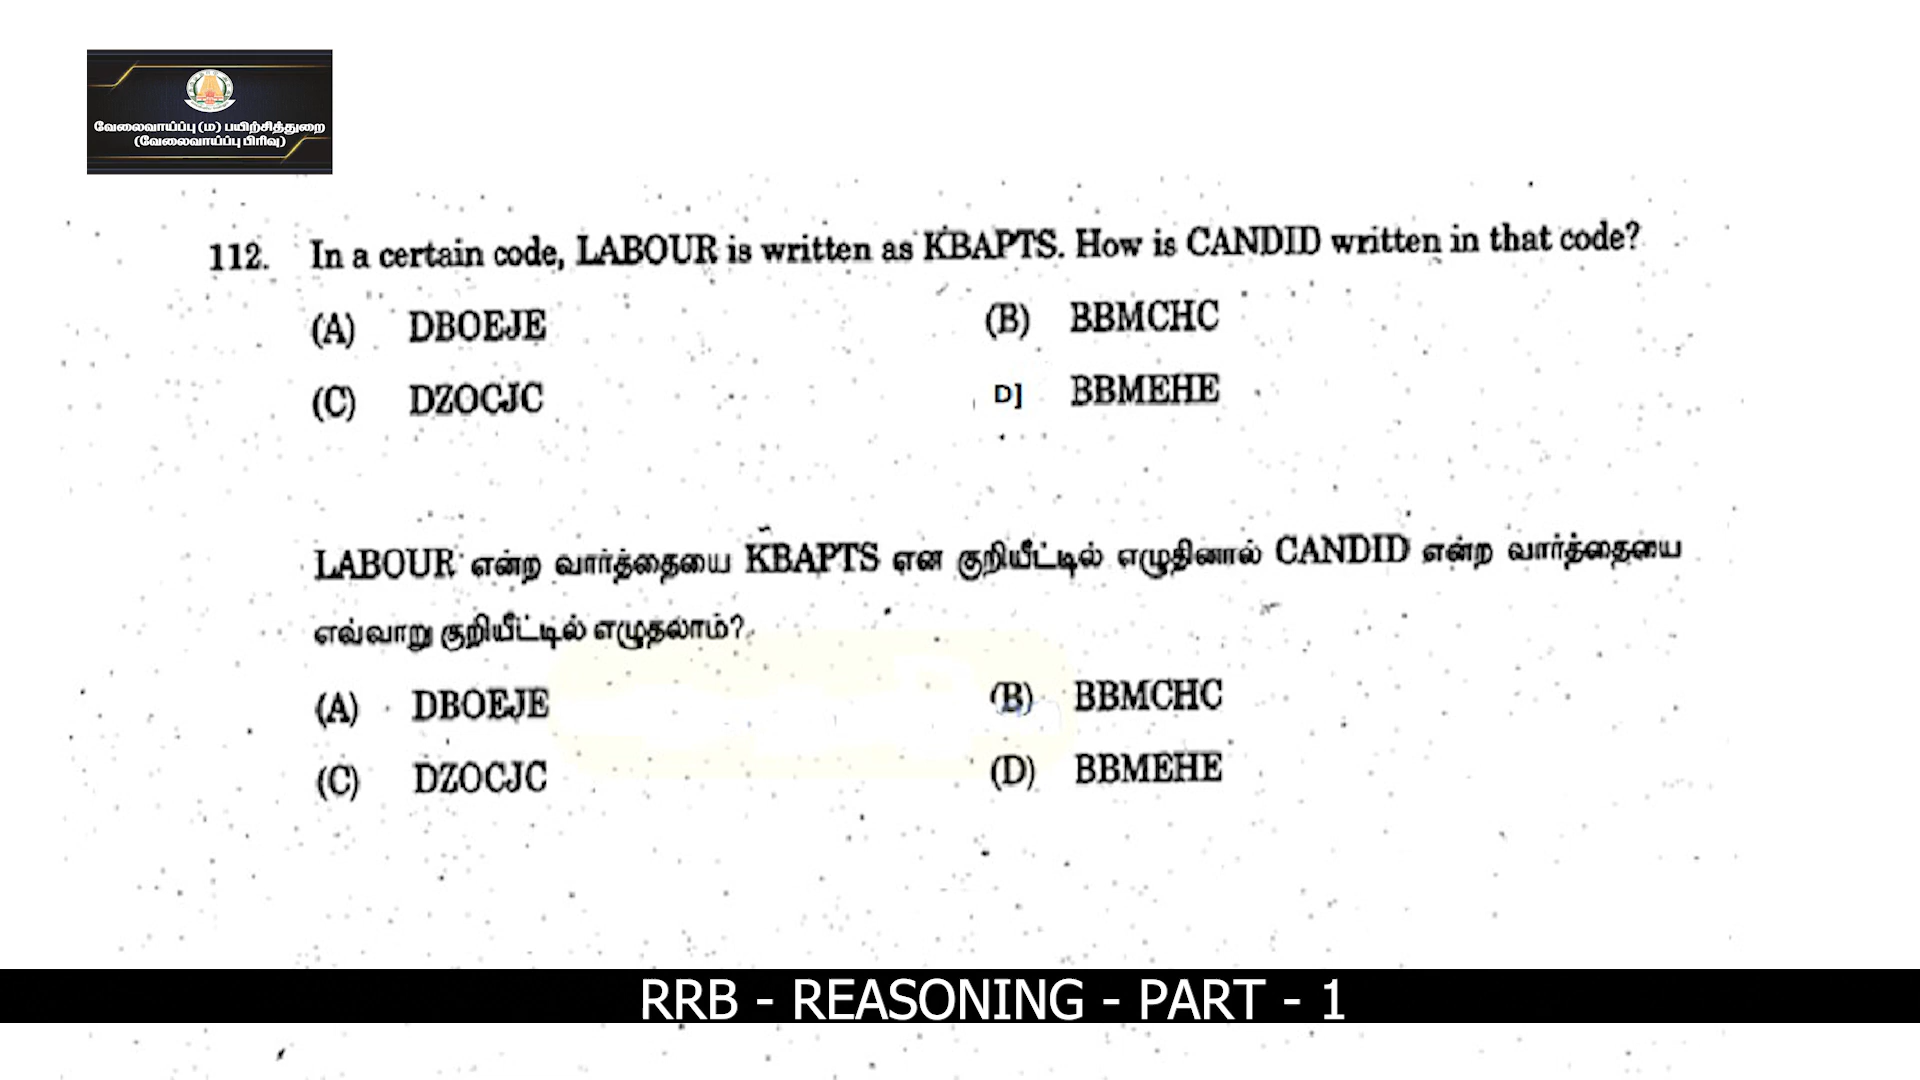 வேலைவாய்ப்பு (ம) பயிற்சித்துறை
(வேலைவாய்ப்பு பிரிவு)
112. In a certain code, LABOUR is written as KBAPTS. How is CANDID written in that code?
(A) DBOEJE (B) BBMCHC
(C) DZOCJC D] BBMEHE
LABOUR என்ற வார்த்தையை KBAPTS என குறியீட்டில் எழுதினால் CANDID என்ற வார்த்தையை
எவ்வாறு குறியீட்டில் எழுதலாம்?
(A) DBOEJE (B) BBMCHC
(C) DZOCJC (D) BBMEHE
RRB - REASONING - PART - 1